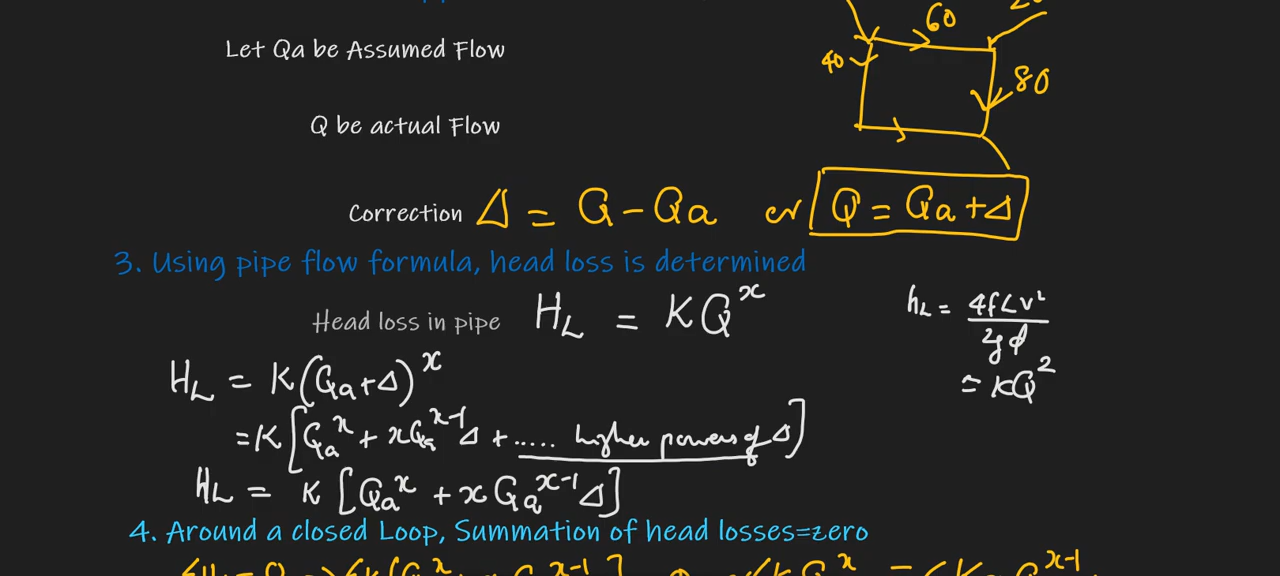 60
Let Qa be Assumed Flow
40
80
Q be actual Flow
Correction Δ = Q - Qa or Q = Qa + Δ
3. Using pipe flow formula, head loss is determined
Head loss in pipe H_L = KQ^x
h_L = 4fLv²/2gd
= KQ²
H_L = K(Qa+Δ)^x
= K[Qa^x + xQa^(x-1) Δ + ..... higher powers of Δ]
H_L = K [Qa^x + x Qa^(x-1) Δ]
4. Around a closed Loop, Summation of head losses=zero